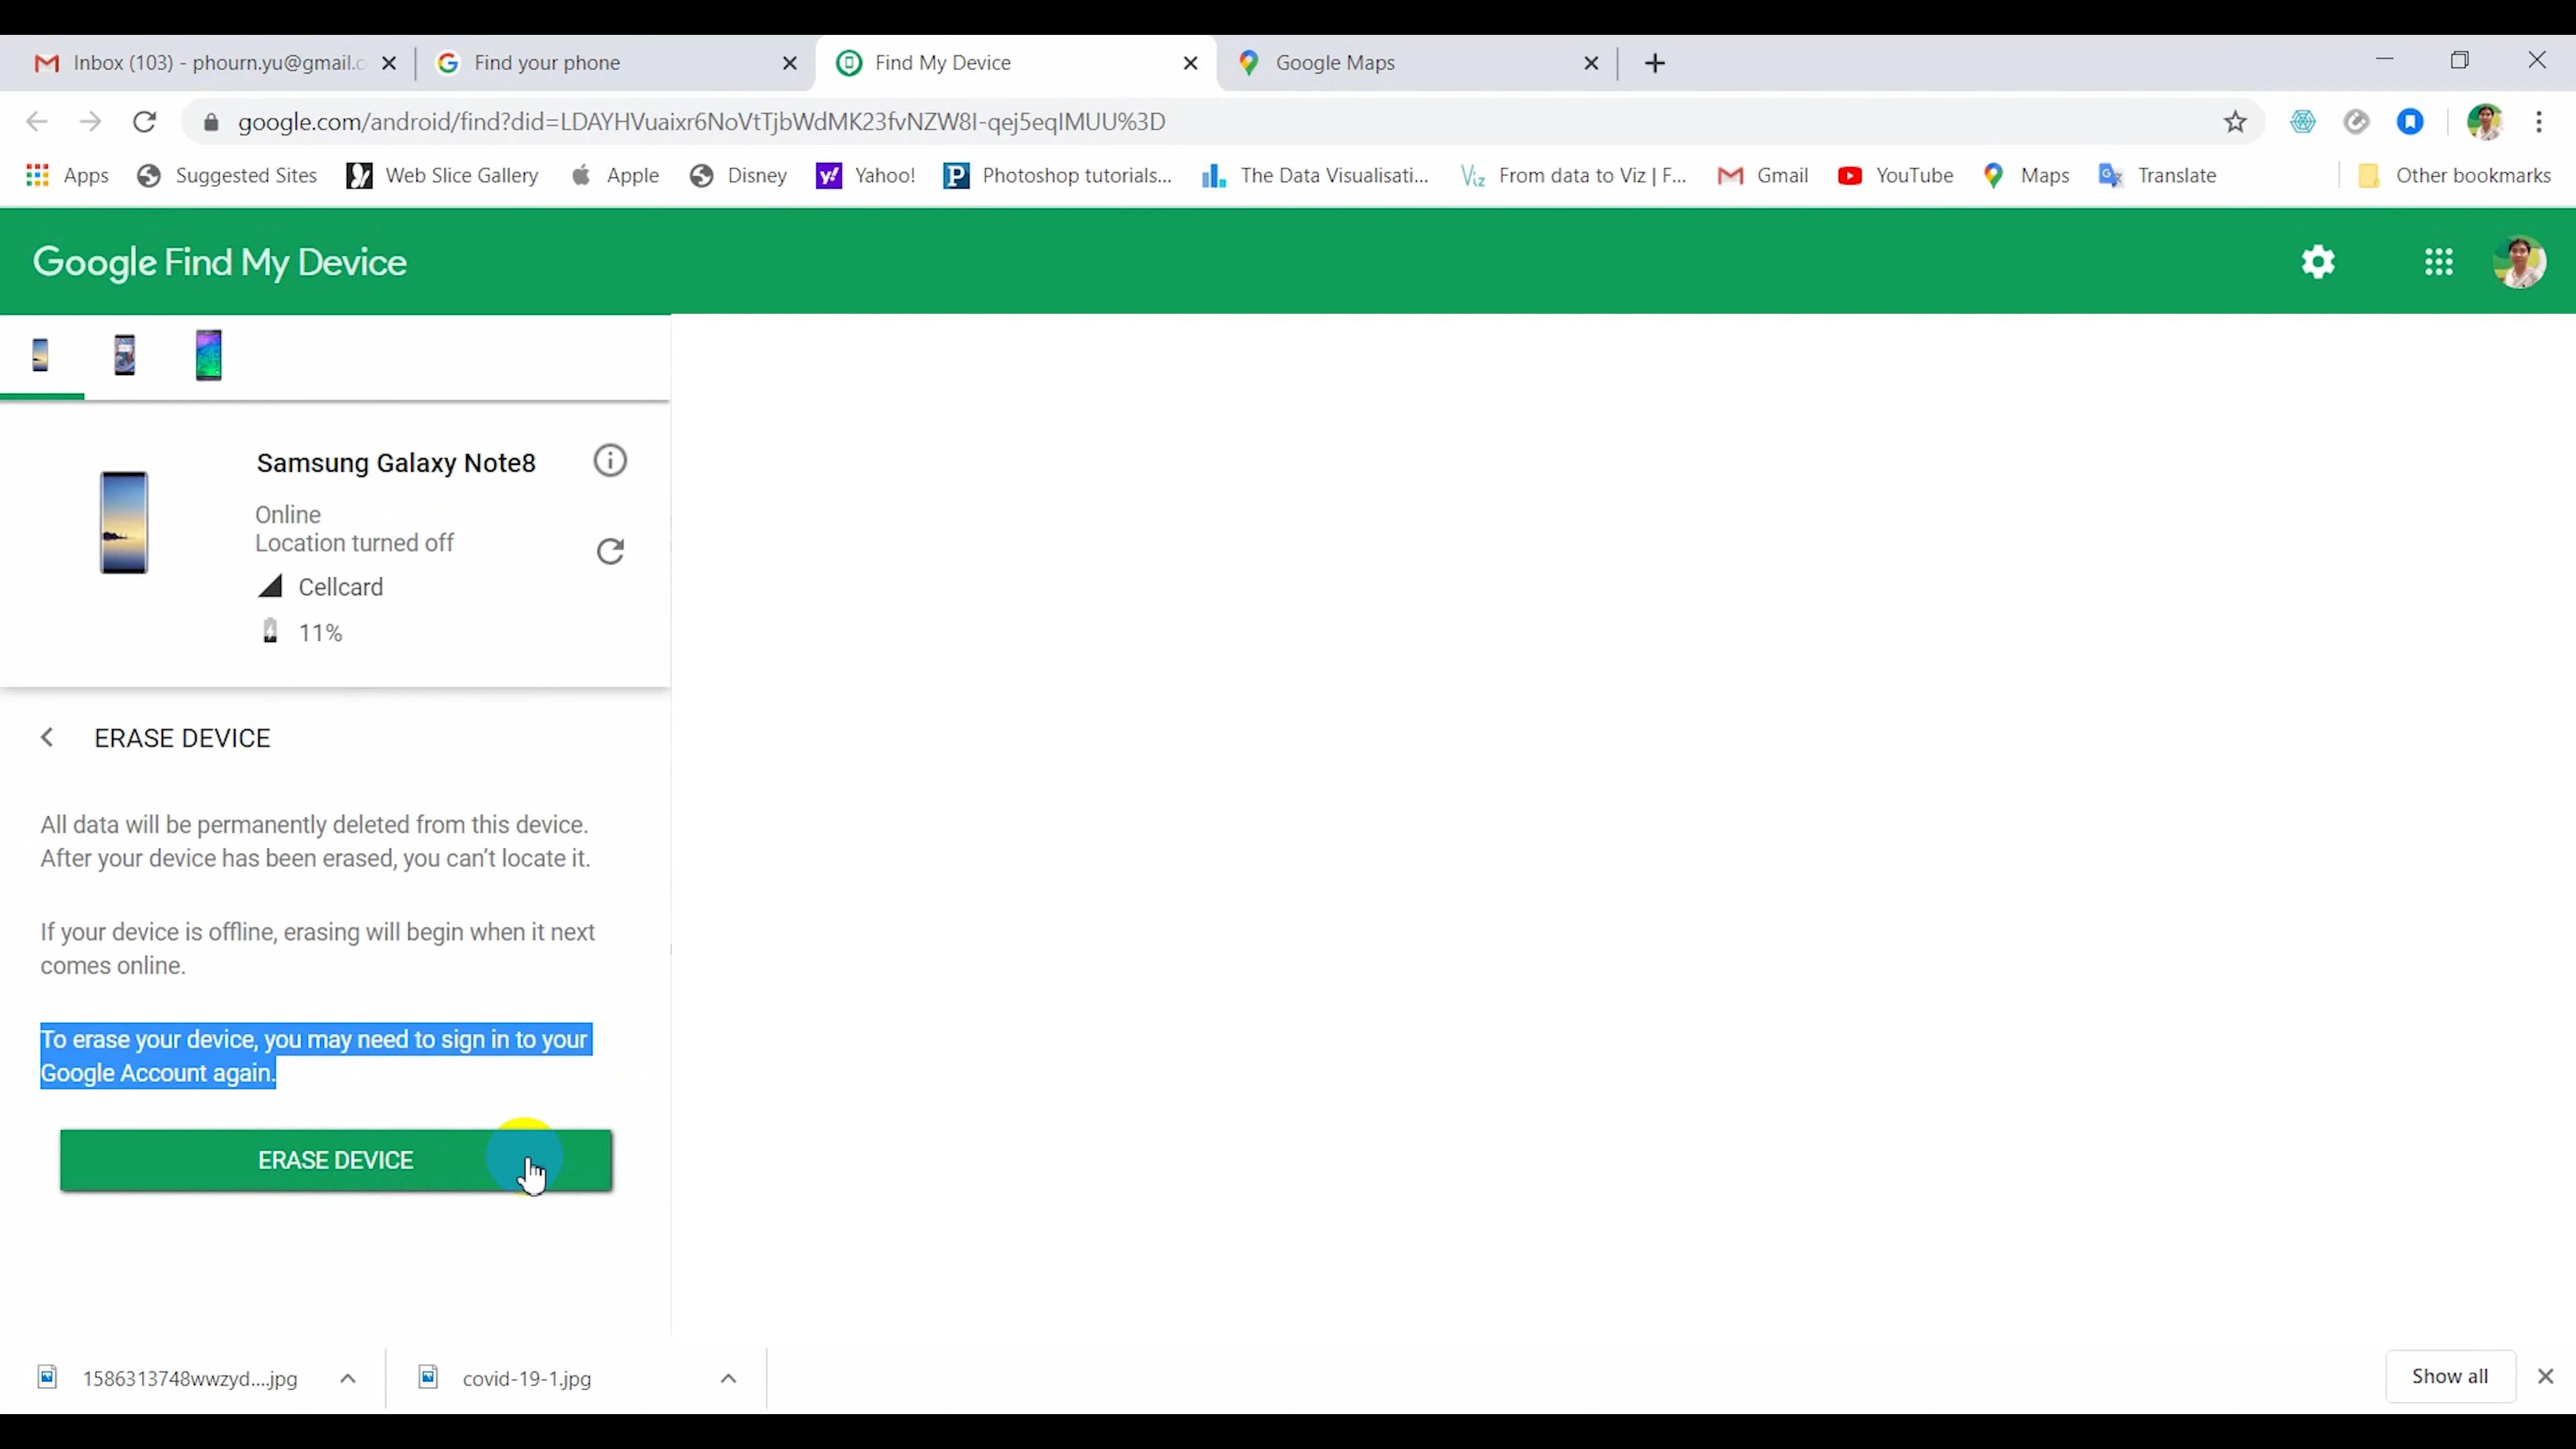 Inbox (103) - phourn.yu@gmail.c
Find your phone
Find My Device
Google Maps
google.com/android/find?did=LDAYHVuaixr6NoVtTjbWdMK23fvNZW8I-qej5eqIMUU%3D
Apps
Suggested Sites
Web Slice Gallery
Apple
Disney
Yahoo!
Photoshop tutorials...
The Data Visualisati...
From data to Viz | F...
Gmail
YouTube
Maps
Translate
Other bookmarks
Google Find My Device
Samsung Galaxy Note8
Online
Location turned off
Cellcard
11%
ERASE DEVICE
All data will be permanently deleted from this device.
After your device has been erased, you can't locate it.
If your device is offline, erasing will begin when it next
comes online.
To erase your device, you may need to sign in to your
Google Account again.
ERASE DEVICE
1586313748wwzyd....jpg
covid-19-1.jpg
Show all